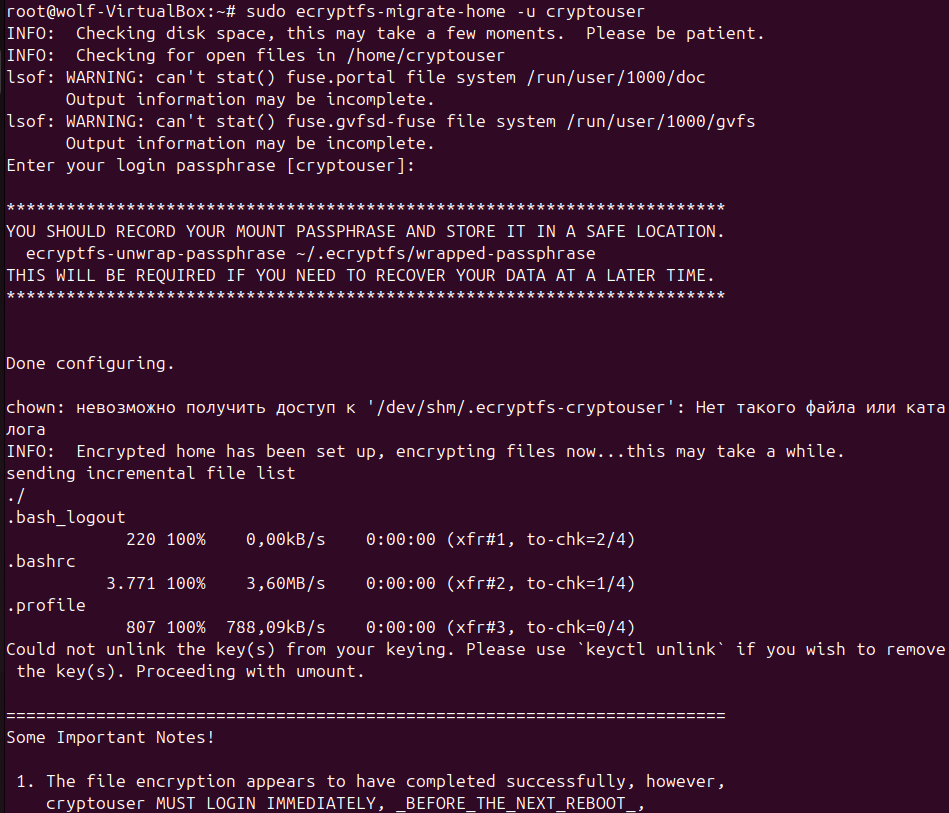 root@wolf-VirtualBox:~# sudo ecryptfs-migrate-home -u cryptouser
INFO:  Checking disk space, this may take a few moments.  Please be patient.
INFO:  Checking for open files in /home/cryptouser
lsof: WARNING: can't stat() fuse.portal file system /run/user/1000/doc
      Output information may be incomplete.
lsof: WARNING: can't stat() fuse.gvfsd-fuse file system /run/user/1000/gvfs
      Output information may be incomplete.
Enter your login passphrase [cryptouser]:
************************************************************************
YOU SHOULD RECORD YOUR MOUNT PASSPHRASE AND STORE IT IN A SAFE LOCATION.
  ecryptfs-unwrap-passphrase ~/.ecryptfs/wrapped-passphrase
THIS WILL BE REQUIRED IF YOU NEED TO RECOVER YOUR DATA AT A LATER TIME.
************************************************************************
Done configuring.
chown: невозможно получить доступ к '/dev/shm/.ecryptfs-cryptouser': Нет такого файла или ката
лога
INFO:  Encrypted home has been set up, encrypting files now...this may take a while.
sending incremental file list
./
.bash_logout
            220 100%    0,00kB/s    0:00:00 (xfr#1, to-chk=2/4)
.bashrc
          3.771 100%    3,60MB/s    0:00:00 (xfr#2, to-chk=1/4)
.profile
            807 100%  788,09kB/s    0:00:00 (xfr#3, to-chk=0/4)
Could not unlink the key(s) from your keying. Please use `keyctl unlink` if you wish to remove
 the key(s). Proceeding with umount.
========================================================================
Some Important Notes!
 1. The file encryption appears to have completed successfully, however,
    cryptouser MUST LOGIN IMMEDIATELY, _BEFORE_THE_NEXT_REBOOT_,